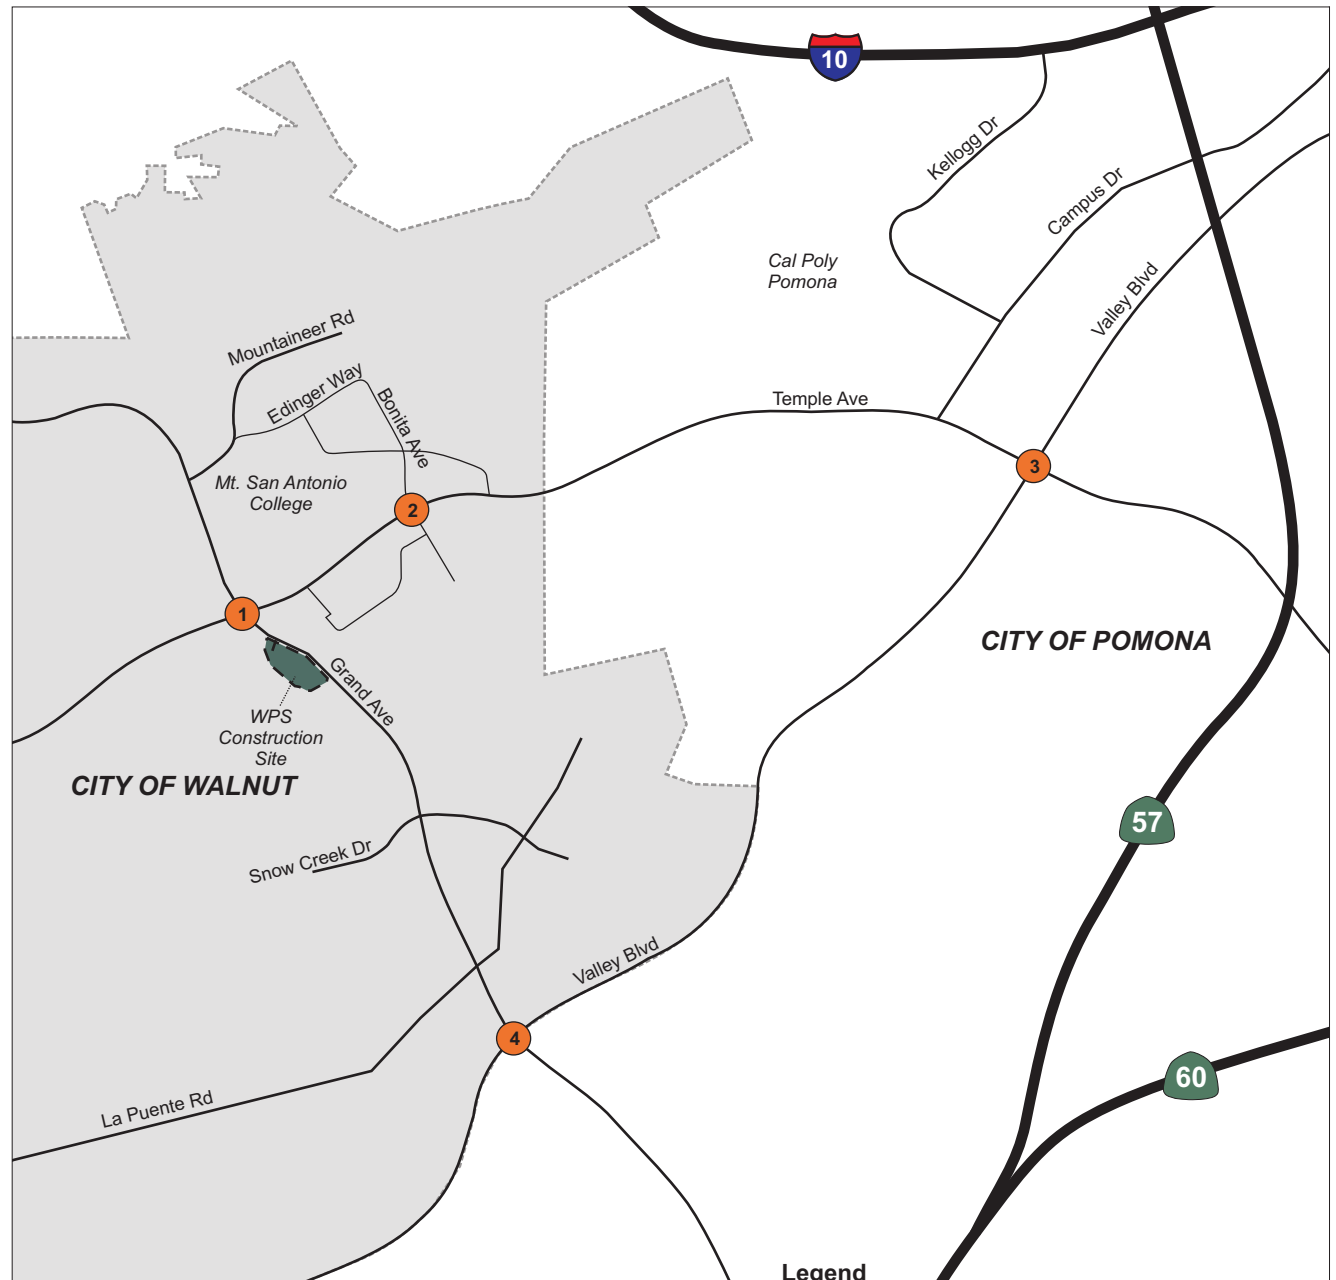 10
Kellogg Dr
Campus Dr
Cal Poly
Pomona
Valley Blvd
Mountaineer Rd
Edinger Way
Bonita Ave
Temple Ave
Mt. San Antonio
College
3
2
1
CITY OF POMONA
Grand Ave
WPS
Construction
Site
CITY OF WALNUT
57
Snow Creek Dr
Valley Blvd
4
60
La Puente Rd
Legend